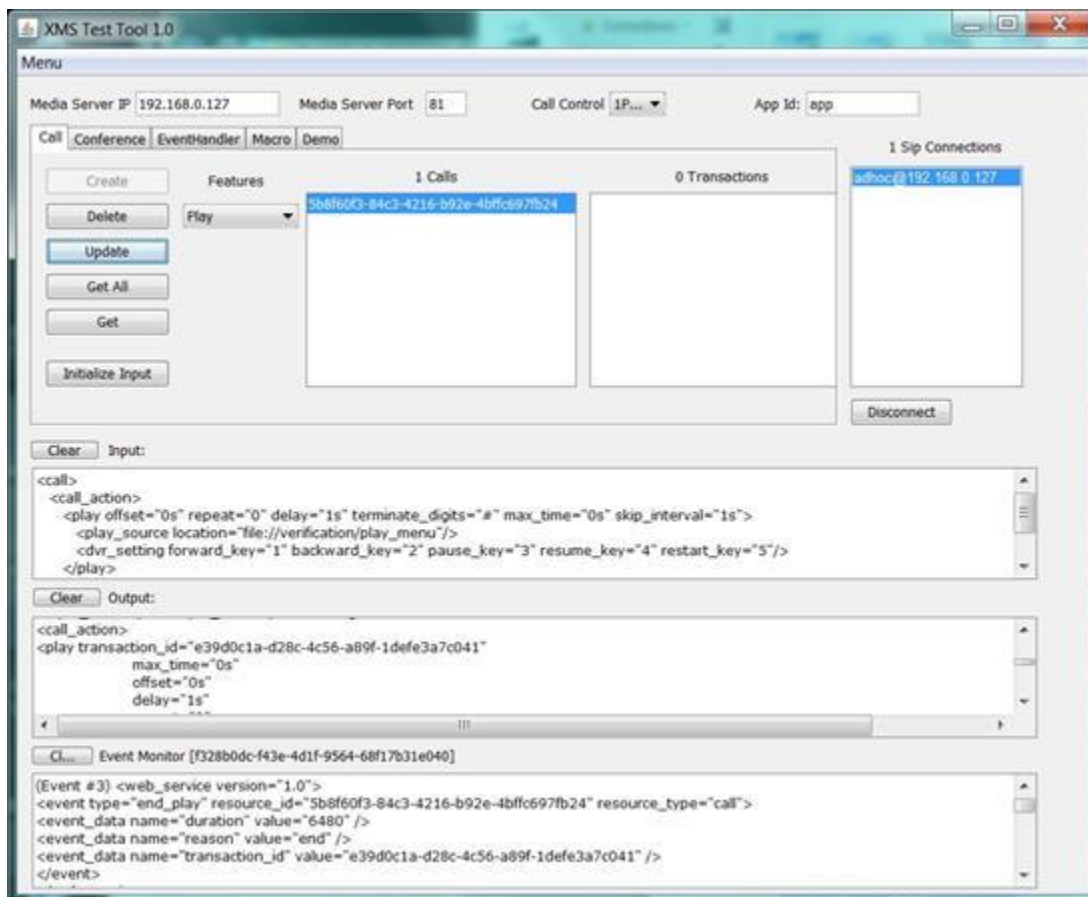 XMS Test Tool 1.0
Menu
Media Server IP 192.168.0.127 Media Server Port 81 Call Control 1P... App Id: app
Call Conference EventHandler Macro Demo
1 Sip Connections
Create Features 1 Calls 0 Transactions
adhoc@192.168.0.127
Delete Play 5b8f60f3-84c3-4216-b92e-4bffc697fb24
Update
Get All
Get
Initialize Input
Disconnect
Clear Input:
<call>
<call_action>
<play offset="0s" repeat="0" delay="1s" terminate_digits="#" max_time="0s" skip_interval="1s">
<play_source location="file://verification/play_menu"/>
<dvr_setting forward_key="1" backward_key="2" pause_key="3" resume_key="4" restart_key="5"/>
</play>
Clear Output:
<call_action>
<play transaction_id="e39d0c1a-d28c-4c56-a89f-1defe3a7c041"
max_time="0s"
offset="0s"
delay="1s"
Cl... Event Monitor [f328b0dc-f43e-4d1f-9564-68f17b31e040]
(Event #3) <web_service version="1.0">
<event type="end_play" resource_id="5b8f60f3-84c3-4216-b92e-4bffc697fb24" resource_type="call">
<event_data name="duration" value="6480" />
<event_data name="reason" value="end" />
<event_data name="transaction_id" value="e39d0c1a-d28c-4c56-a89f-1defe3a7c041" />
</event>